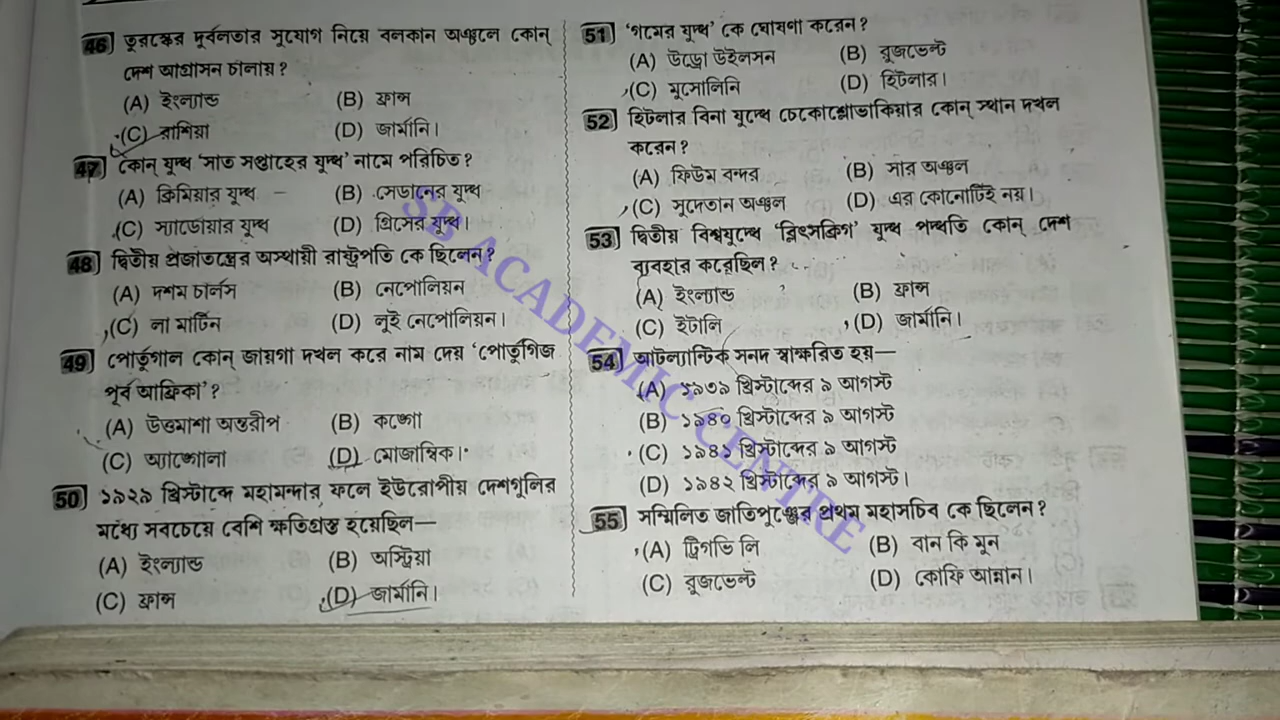 46 তুরস্কের দুর্বলতার সুযোগ নিয়ে বলকান অঞ্চলে কোন্
দেশ আগ্রাসন চালায়?
(A) ইংল্যান্ড (B) ফ্রান্স
(C) রাশিয়া (D) জার্মানি।
47 কোন্ যুদ্ধ ‘সাত সপ্তাহের যুদ্ধ’ নামে পরিচিত?
(A) ক্রিমিয়ার যুদ্ধ (B) সেডানের যুদ্ধ
(C) স্যাডোয়ার যুদ্ধ (D) গ্রিসের যুদ্ধ।
48 দ্বিতীয় প্রজাতন্ত্রের অস্থায়ী রাষ্ট্রপতি কে ছিলেন?
(A) দশম চার্লস (B) নেপোলিয়ন
(C) লা মার্টিন (D) লুই নেপোলিয়ন।
49 পোর্তুগাল কোন্ জায়গা দখল করে নাম দেয় ‘পোর্তুগিজ
পূর্ব আফ্রিকা’?
(A) উত্তমাশা অন্তরীপ (B) কঙ্গো
(C) অ্যাঙ্গোলা (D) মোজাম্বিক।
50 ১৯২৯ খ্রিস্টাব্দে মহামন্দার ফলে ইউরোপীয় দেশগুলির
মধ্যে সবচেয়ে বেশি ক্ষতিগ্রস্ত হয়েছিল—
(A) ইংল্যান্ড (B) অস্ট্রিয়া
(C) ফ্রান্স (D) জার্মানি।
51 ‘গমের যুদ্ধ’ কে ঘোষণা করেন?
(A) উড্রো উইলসন (B) রুজভেল্ট
(C) মুসোলিনি (D) হিটলার।
52 হিটলার বিনা যুদ্ধে চেকোশ্লোভাকিয়ার কোন্ স্থান দখল
করেন?
(A) ফিউম বন্দর (B) সার অঞ্চল
(C) সুদেতান অঞ্চল (D) এর কোনোটিই নয়।
53 দ্বিতীয় বিশ্বযুদ্ধে ‘ব্লিৎসক্রিগ’ যুদ্ধ পদ্ধতি কোন্ দেশ
ব্যবহার করেছিল?
(A) ইংল্যান্ড (B) ফ্রান্স
(C) ইটালি (D) জার্মানি।
54 আটল্যান্টিক সনদ স্বাক্ষরিত হয়—
(A) ১৯৩৯ খ্রিস্টাব্দের ৯ আগস্ট
(B) ১৯৪০ খ্রিস্টাব্দের ৯ আগস্ট
(C) ১৯৪১ খ্রিস্টাব্দের ৯ আগস্ট
(D) ১৯৪২ খ্রিস্টাব্দের ৯ আগস্ট।
55 সম্মিলিত জাতিপুঞ্জের প্রথম মহাসচিব কে ছিলেন?
(A) ট্রিগভি লি (B) বান কি মুন
(C) রুজভেল্ট (D) কোফি আন্নান।
SB ACADEMIC CENTRE